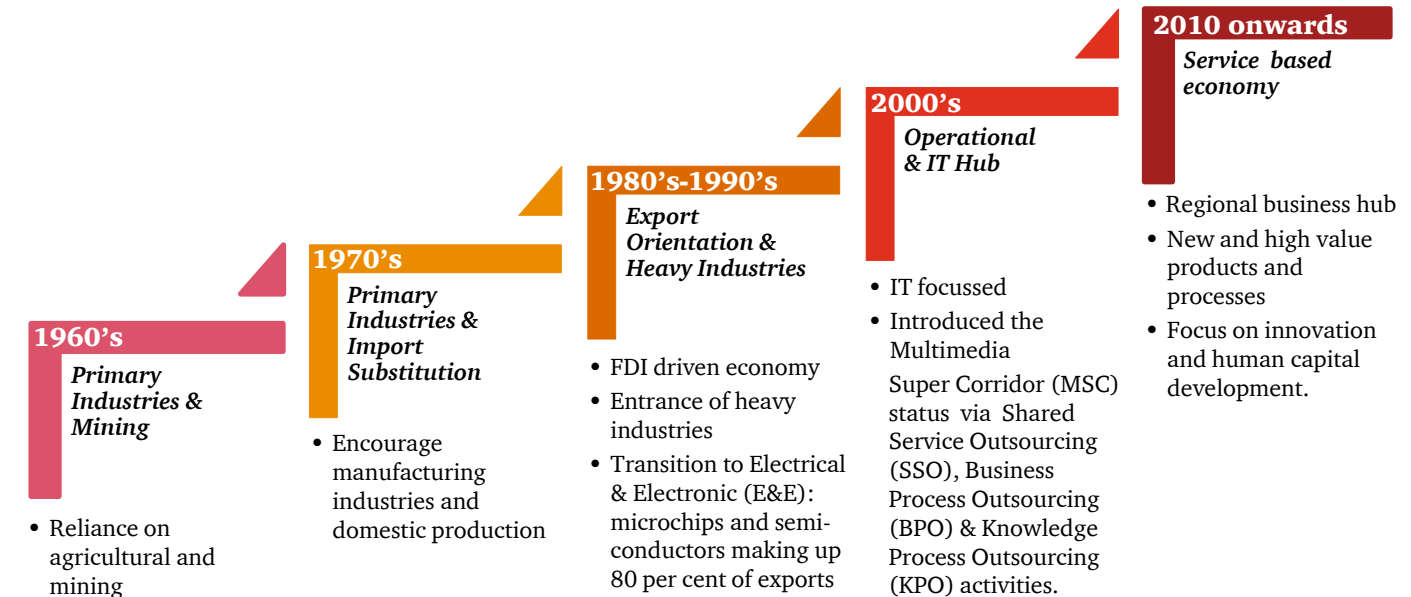 1960's
Primary
Industries &
Mining
• Reliance on
agricultural and
mining
1970's
Primary
Industries &
Import
Substitution
• Encourage
manufacturing
industries and
domestic production
1980's-1990's
Export
Orientation &
Heavy Industries
• FDI driven economy
• Entrance of heavy
industries
• Transition to Electrical
& Electronic (E&E):
microchips and semi-
conductors making up
80 per cent of exports
2000's
Operational
& IT Hub
• IT focussed
• Introduced the
Multimedia
Super Corridor (MSC)
status via Shared
Service Outsourcing
(SSO), Business
Process Outsourcing
(BPO) & Knowledge
Process Outsourcing
(KPO) activities.
2010 onwards
Service based
economy
• Regional business hub
• New and high value
products and
processes
• Focus on innovation
and human capital
development.